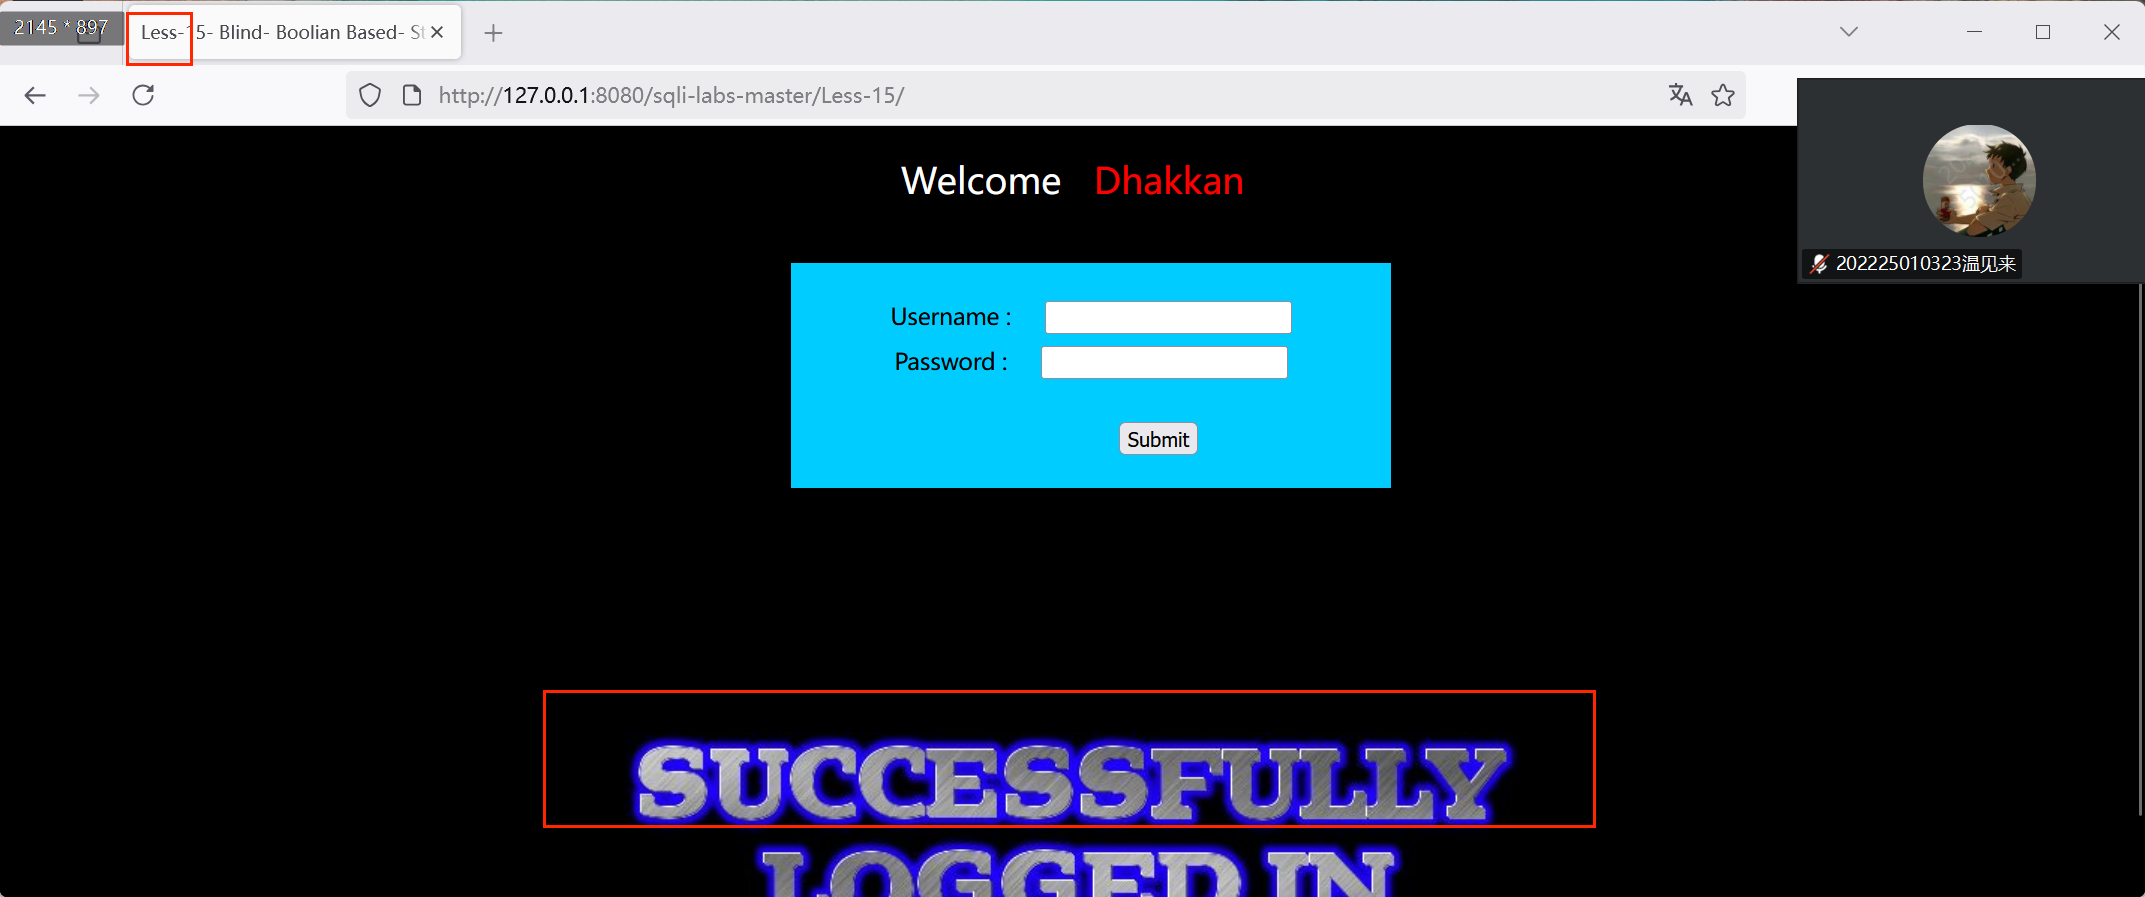 2145 * 897
Less-15- Blind- Boolian Based- St
http://127.0.0.1:8080/sqli-labs-master/Less-15/
202225010323温见来
Welcome Dhakkan
Username :
Password :
Submit
SUCCESSFULLY
LOGGED IN